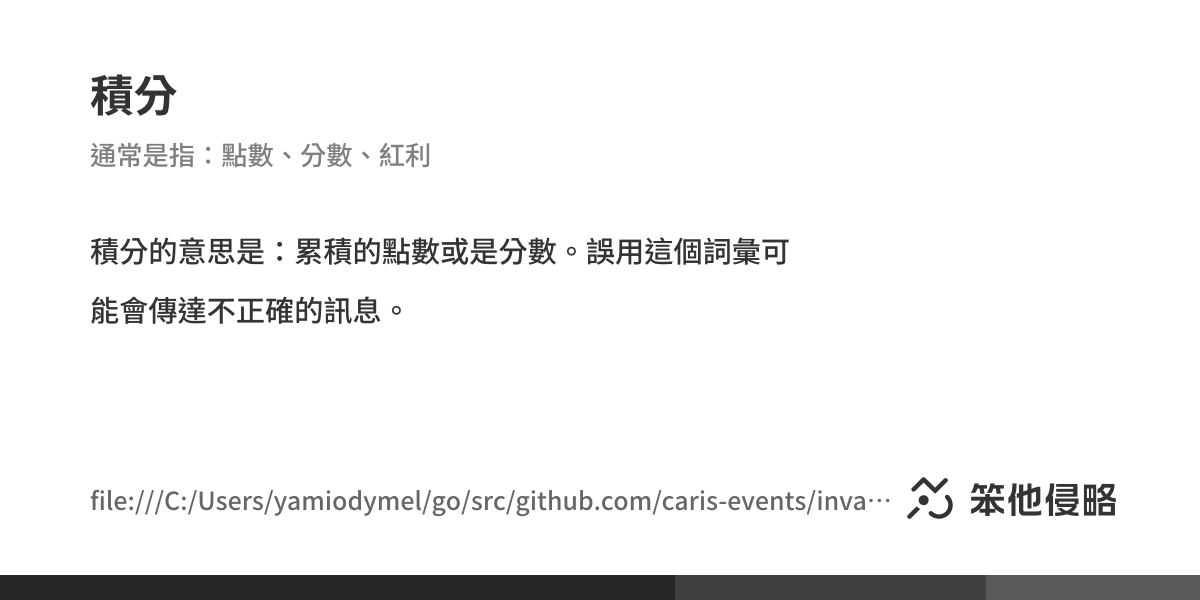 積分
通常是指：點數、分數、紅利
積分的意思是：累積的點數或是分數。誤用這個詞彙可
能會傳達不正確的訊息。
file:///C:/Users/yamiodymel/go/src/github.com/caris-events/inva⋯
笨他侵略